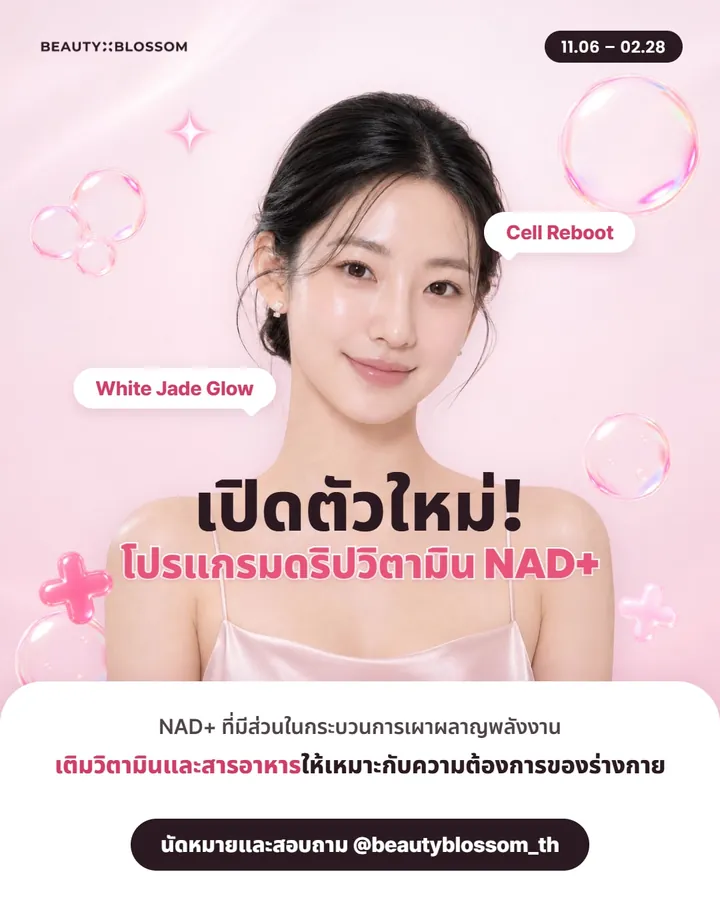 BEAUTY BLOSSOM
11.06 – 02.28
Cell Reboot
White Jade Glow
เปิดตัวใหม่!
โปรแกรมดริปวิตามิน NAD+
NAD+ ที่มีส่วนในกระบวนการเผาผลาญพลังงาน
เติมวิตามินและสารอาหารให้เหมาะกับความต้องการของร่างกาย
นัดหมายและสอบถาม @beautyblossom_th